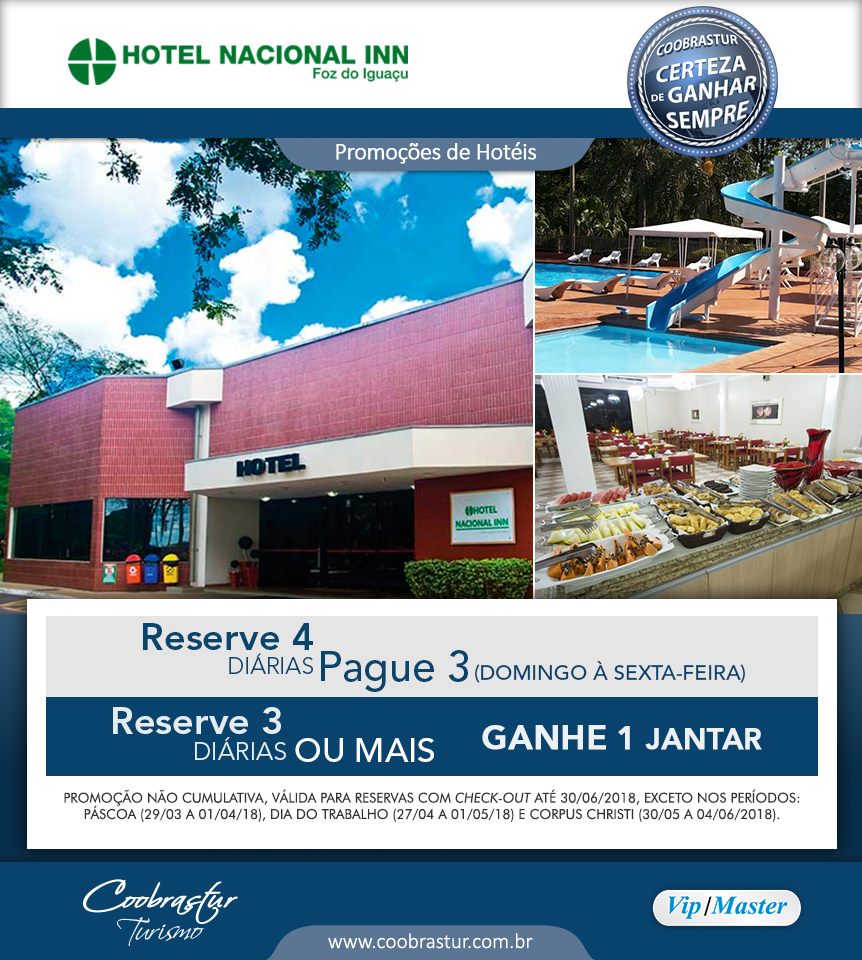 HOTEL NACIONAL INN
Foz do Iguaçu
COOBRASTUR
CERTEZA
DE GANHAR
SEMPRE
Promoções de Hotéis
HOTEL
HOTEL
NACIONAL INN
Reserve 4
DIÁRIAS Pague 3 (DOMINGO À SEXTA-FEIRA)
Reserve 3
DIÁRIAS OU MAIS GANHE 1 JANTAR
PROMOÇÃO NÃO CUMULATIVA, VÁLIDA PARA RESERVAS COM CHECK-OUT ATÉ 30/06/2018, EXCETO NOS PERÍODOS:
PÁSCOA (29/03 A 01/04/18), DIA DO TRABALHO (27/04 A 01/05/18) E CORPUS CHRISTI (30/05 A 04/06/2018).
Coobrastur
Turismo
Vip/Master
www.coobrastur.com.br